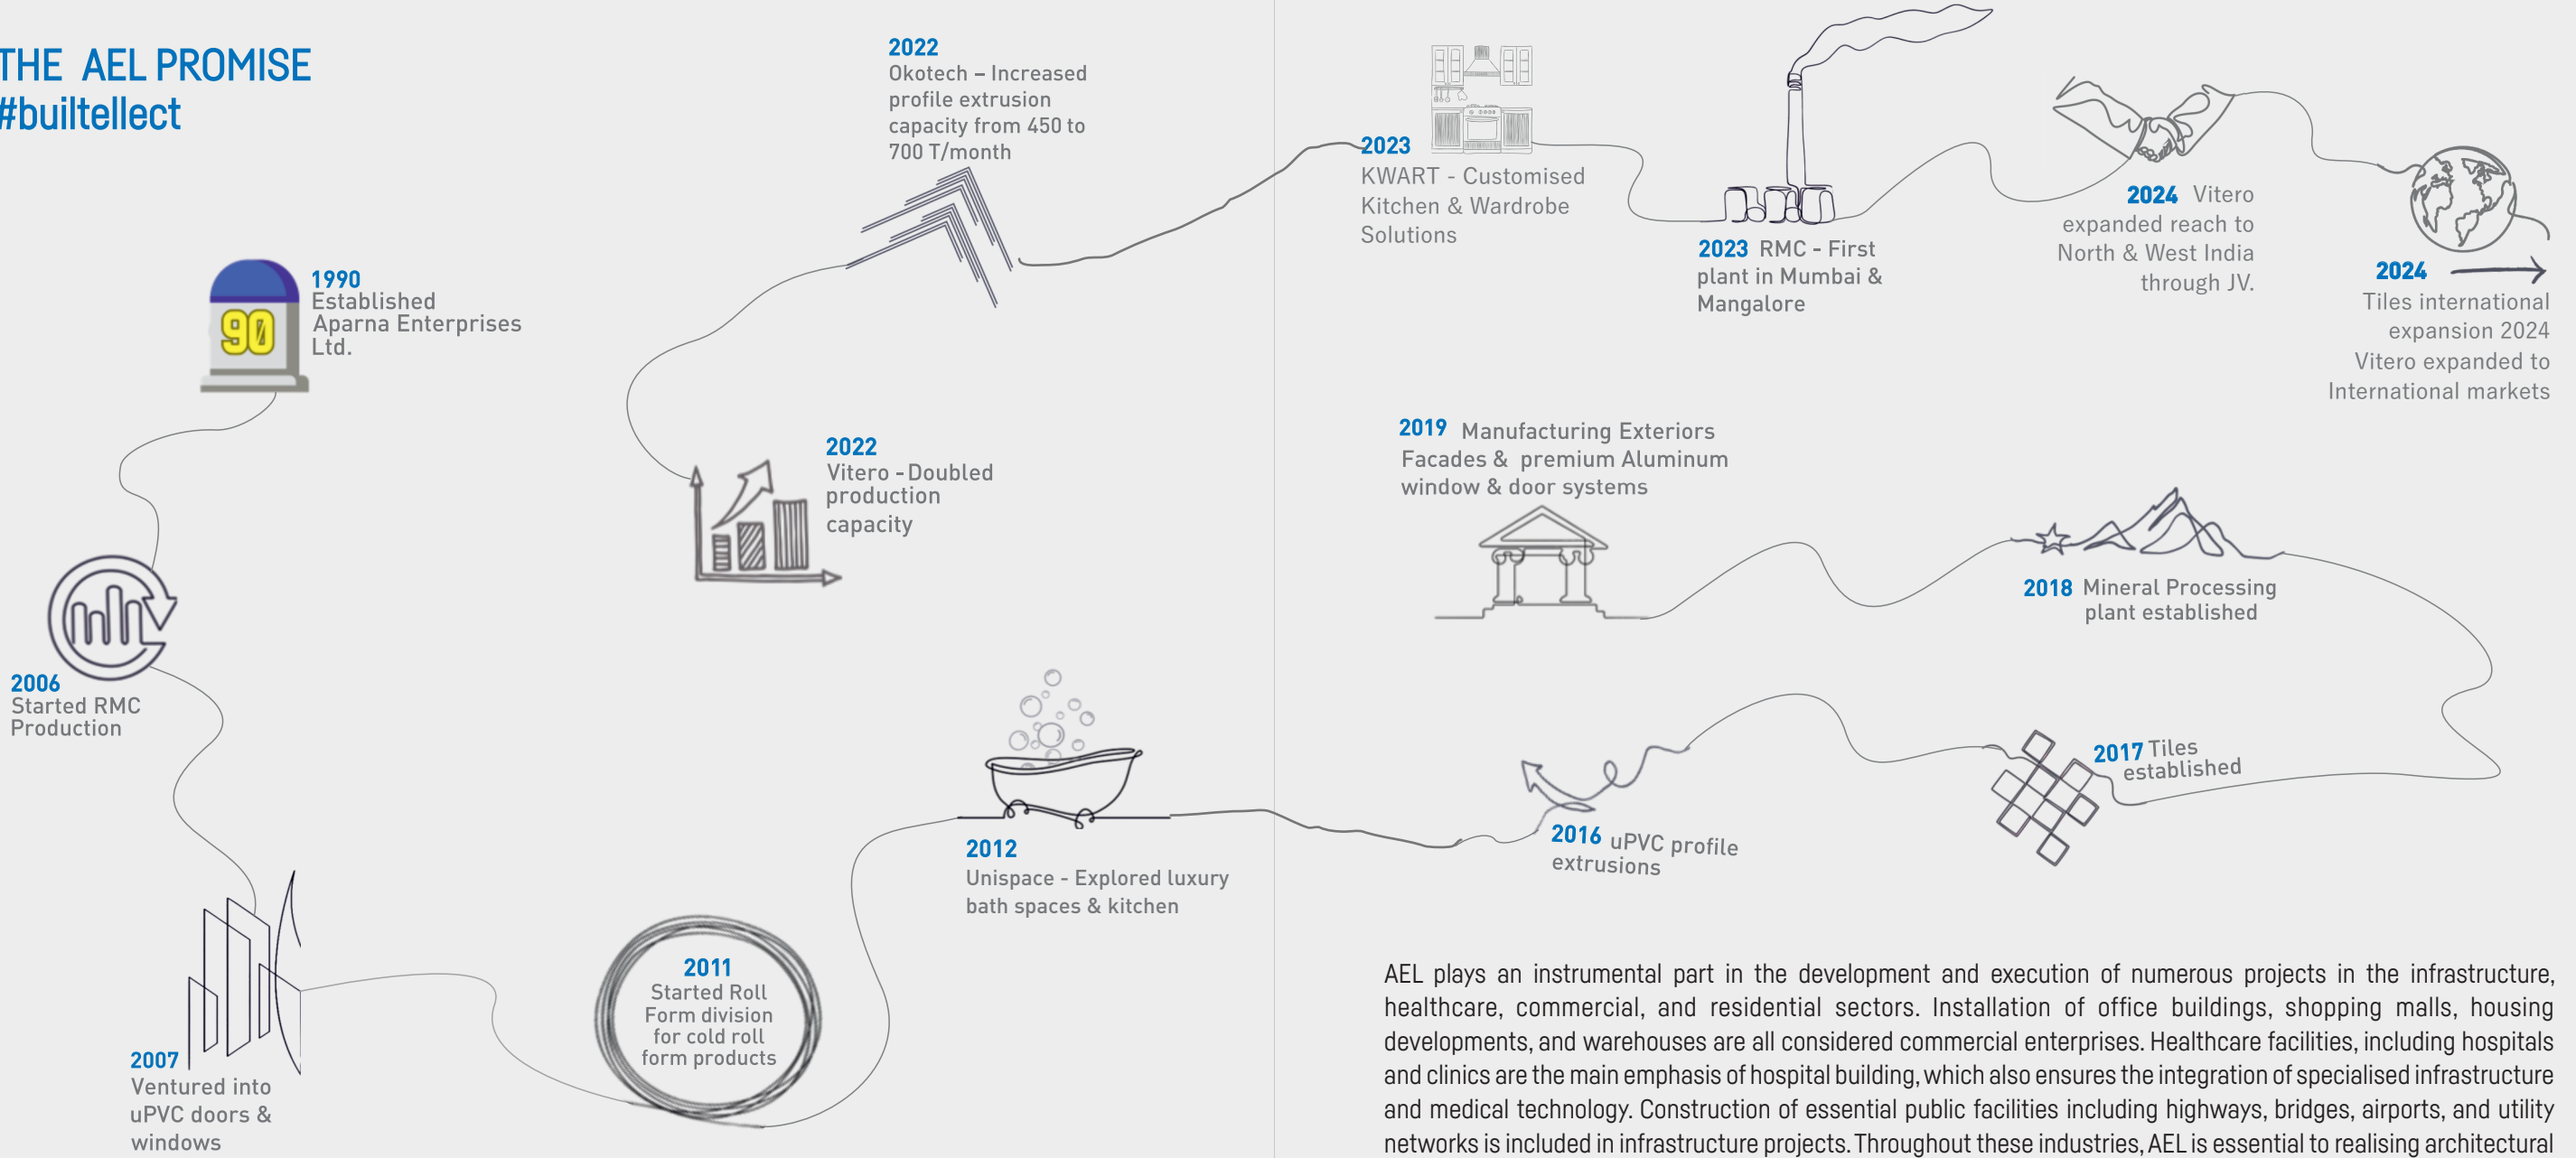 THE AEL PROMISE
#builtellect
1990
Established
Aparna Enterprises
Ltd.
90
2006
Started RMC
Production
2007
Ventured into
uPVC doors &
windows
2011
Started Roll
Form division
for cold roll
form products
2012
Unispace - Explored luxury
bath spaces & kitchen
2016 uPVC profile
extrusions
2017 Tiles
established
2018 Mineral Processing
plant established
2019 Manufacturing Exteriors
Facades & premium Aluminum
window & door systems
2022
Vitero - Doubled
production
capacity
2022
Okotech – Increased
profile extrusion
capacity from 450 to
700 T/month
2023
KWART - Customised
Kitchen & Wardrobe
Solutions
2023 RMC - First
plant in Mumbai &
Mangalore
2024 Vitero
expanded reach to
North & West India
through JV.
2024
Tiles international
expansion 2024
Vitero expanded to
International markets
AEL plays an instrumental part in the development and execution of numerous projects in the infrastructure,
healthcare, commercial, and residential sectors. Installation of office buildings, shopping malls, housing
developments, and warehouses are all considered commercial enterprises. Healthcare facilities, including hospitals
and clinics are the main emphasis of hospital building, which also ensures the integration of specialised infrastructure
and medical technology. Construction of essential public facilities including highways, bridges, airports, and utility
networks is included in infrastructure projects. Throughout these industries, AEL is essential to realising architectural